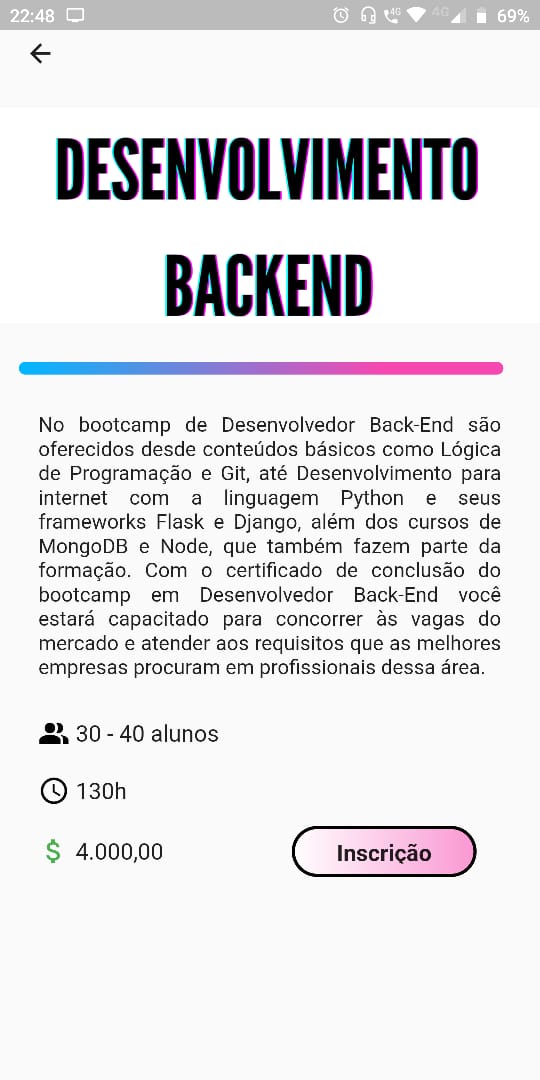 22:48 4G 4G 69%
DESENVOLVIMENTO
BACKEND
No bootcamp de Desenvolvedor Back-End são
oferecidos desde conteúdos básicos como Lógica
de Programação e Git, até Desenvolvimento para
internet com a linguagem Python e seus
frameworks Flask e Django, além dos cursos de
MongoDB e Node, que também fazem parte da
formação. Com o certificado de conclusão do
bootcamp em Desenvolvedor Back-End você
estará capacitado para concorrer às vagas do
mercado e atender aos requisitos que as melhores
empresas procuram em profissionais dessa área.
30 - 40 alunos
130h
$ 4.000,00 Inscrição